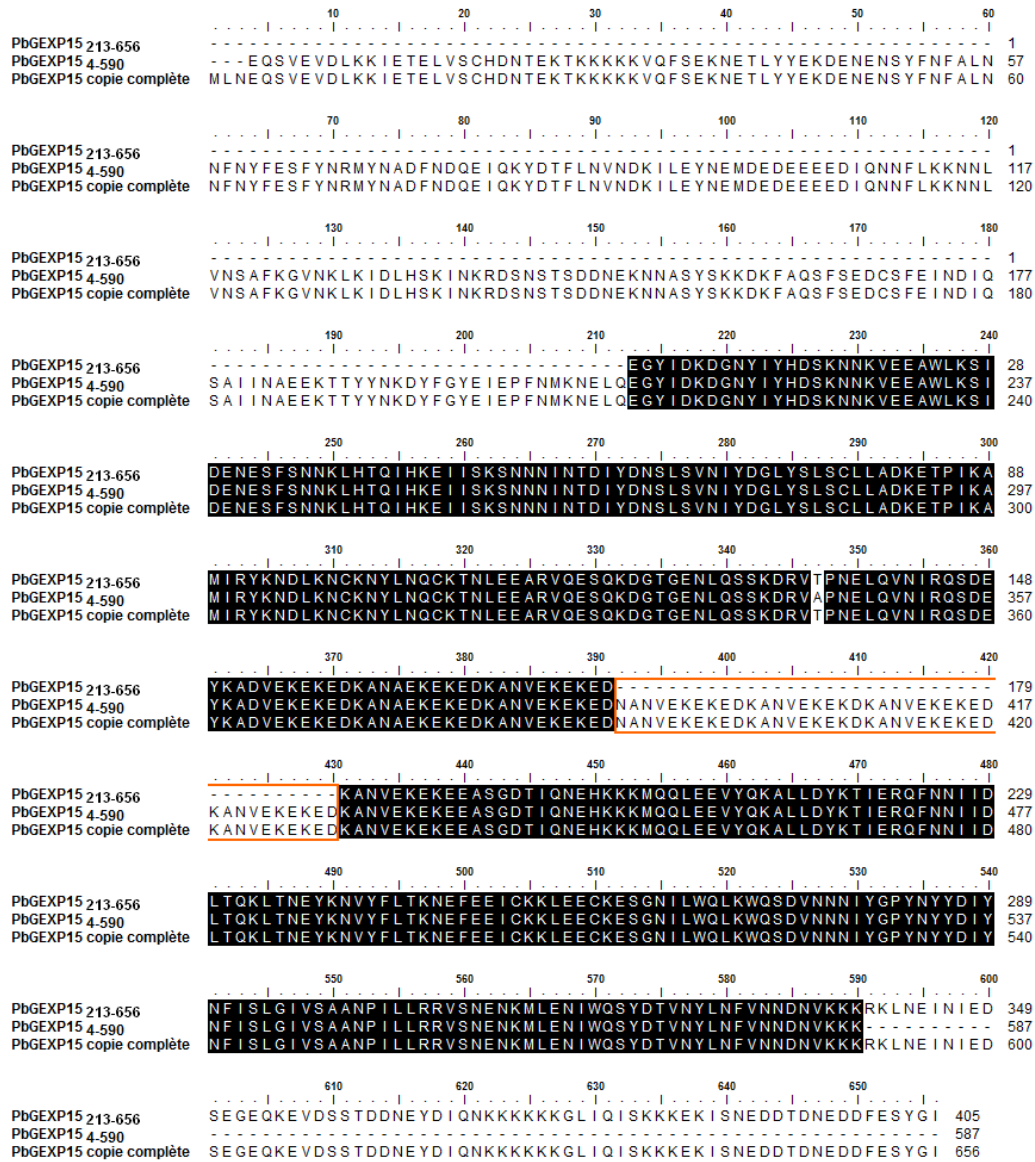 10 20 30 40 50 60
....|....|....|....|....|....|....|....|....|....|....|....|
PbGEXP15 213-656 ------------------------------------------------------------ 1
PbGEXP15 4-590 ---EQSVEVDLKKIETELVSCHDNTEKTKKKKKVQFSEKNETLYYEKDENENSYFNFALN 57
PbGEXP15 copie complète MLNEQSVEVDLKKIETELVSCHDNTEKTKKKKKVQFSEKNETLYYEKDENENSYFNFALN 60
70 80 90 100 110 120
....|....|....|....|....|....|....|....|....|....|....|....|
PbGEXP15 213-656 ------------------------------------------------------------ 1
PbGEXP15 4-590 NFNYFESFYNRMYNADFNDQEIQKYDTFLNVNDKILEYNEMDEDEEEEDIQNNFLKKNNL 117
PbGEXP15 copie complète NFNYFESFYNRMYNADFNDQEIQKYDTFLNVNDKILEYNEMDEDEEEEDIQNNFLKKNNL 120
130 140 150 160 170 180
....|....|....|....|....|....|....|....|....|....|....|....|
PbGEXP15 213-656 ------------------------------------------------------------ 1
PbGEXP15 4-590 VNSAFKGVNKLKIDLHSKINKRDSNSTSDDNEKNNASYSKKDKFAQSFSEDCSFEINDIQ 177
PbGEXP15 copie complète VNSAFKGVNKLKIDLHSKINKRDSNSTSDDNEKNNASYSKKDKFAQSFSEDCSFEINDIQ 180
190 200 210 220 230 240
....|....|....|....|....|....|....|....|....|....|....|....|
PbGEXP15 213-656 --------------------------------EGYIDKDGNYIYHDSKNNKVEEAWLKSI 28
PbGEXP15 4-590 SAIINAEEKTTYYNKDYFGYEIEPFNMKNELQEGYIDKDGNYIYHDSKNNKVEEAWLKSI 237
PbGEXP15 copie complète SAIINAEEKTTYYNKDYFGYEIEPFNMKNELQEGYIDKDGNYIYHDSKNNKVEEAWLKSI 240
250 260 270 280 290 300
....|....|....|....|....|....|....|....|....|....|....|....|
PbGEXP15 213-656 DENESFSNNKLHTQIHKEIISKSNNNINTDIYDNSLSVNIYDGLYSLSCLLADKETPIKA 88
PbGEXP15 4-590 DENESFSNNKLHTQIHKEIISKSNNNINTDIYDNSLSVNIYDGLYSLSCLLADKETPIKA 297
PbGEXP15 copie complète DENESFSNNKLHTQIHKEIISKSNNNINTDIYDNSLSVNIYDGLYSLSCLLADKETPIKA 300
310 320 330 340 350 360
....|....|....|....|....|....|....|....|....|....|....|....|
PbGEXP15 213-656 MIRYKNDLKNCKNYLNQCKTNLEEARVQESQKDGTGENLQSSKDRVTPNELQVNIRQSDE 148
PbGEXP15 4-590 MIRYKNDLKNCKNYLNQCKTNLEEARVQESQKDGTGENLQSSKDRVAPNELQVNIRQSDE 357
PbGEXP15 copie complète MIRYKNDLKNCKNYLNQCKTNLEEARVQESQKDGTGENLQSSKDRVTPNELQVNIRQSDE 360
370 380 390 400 410 420
....|....|....|....|....|....|....|....|....|....|....|....|
PbGEXP15 213-656 YKADVEKEKEDKANAEKEKEDKANVEKEKED----------------------------- 179
PbGEXP15 4-590 YKADVEKEKEDKANAEKEKEDKANVEKEKEDNANVEKEKEDKANVEKEKDKANVEKEKED 417
PbGEXP15 copie complète YKADVEKEKEDKANAEKEKEDKANVEKEKEDNANVEKEKEDKANVEKEKDKANVEKEKED 420
430 440 450 460 470 480
....|....|....|....|....|....|....|....|....|....|....|....|
PbGEXP15 213-656 ----------KANVEKEKEEASGDTIQNEHKKKMQQLEEVYQKALLDYKTIERQFNNIID 229
PbGEXP15 4-590 KANVEKEKEDKANVEKEKEEASGDTIQNEHKKKMQQLEEVYQKALLDYKTIERQFNNIID 477
PbGEXP15 copie complète KANVEKEKEDKANVEKEKEEASGDTIQNEHKKKMQQLEEVYQKALLDYKTIERQFNNIID 480
490 500 510 520 530 540
....|....|....|....|....|....|....|....|....|....|....|....|
PbGEXP15 213-656 LTQKLTNEYKNVYFLTKNEFEEICKKLEECKESGNILWQLKWQSDVNNNIYGPYNYYDIY 289
PbGEXP15 4-590 LTQKLTNEYKNVYFLTKNEFEEICKKLEECKESGNILWQLKWQSDVNNNIYGPYNYYDIY 537
PbGEXP15 copie complète LTQKLTNEYKNVYFLTKNEFEEICKKLEECKESGNILWQLKWQSDVNNNIYGPYNYYDIY 540
550 560 570 580 590 600
....|....|....|....|....|....|....|....|....|....|....|....|
PbGEXP15 213-656 NFISLGIVSAANPILLRRVSNENKMLENIWQSYDTVNYLNFVNNDNVKKKRKLNEINIED 349
PbGEXP15 4-590 NFISLGIVSAANPILLRRVSNENKMLENIWQSYDTVNYLNFVNNDNVKKK---------- 587
PbGEXP15 copie complète NFISLGIVSAANPILLRRVSNENKMLENIWQSYDTVNYLNFVNNDNVKKKRKLNEINIED 600
610 620 630 640 650
....|....|....|....|....|....|....|....|....|....|....|.
PbGEXP15 213-656 SEGEQKEVDSSTDDNEYDIQNKKKKKKGLIQISKKKEKISNEDDTDNEDDFESYGI 405
PbGEXP15 4-590 -------------------------------------------------------- 587
PbGEXP15 copie complète SEGEQKEVDSSTDDNEYDIQNKKKKKKGLIQISKKKEKISNEDDTDNEDDFESYGI 656